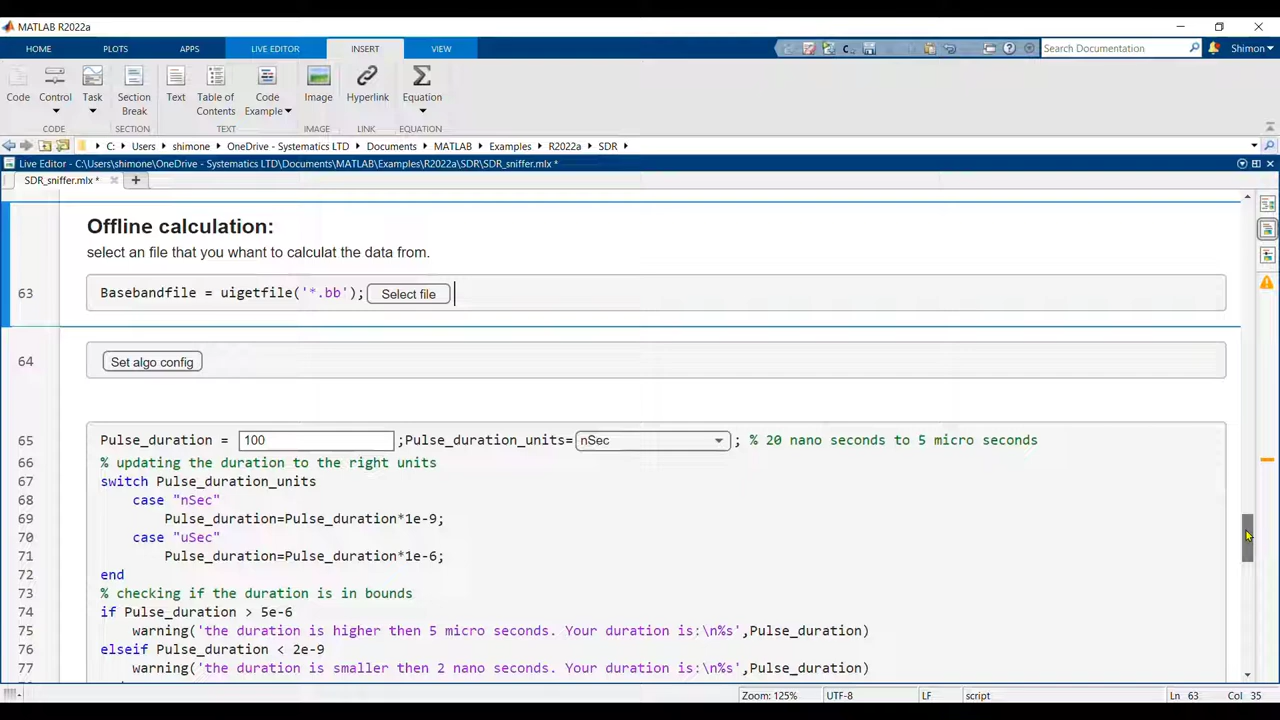 MATLAB R2022a
HOME PLOTS APPS LIVE EDITOR INSERT VIEW
Search Documentation
Shimon
Code Control Task Section Break Text Table of Contents Code Example Image Hyperlink Equation
CODE SECTION TEXT IMAGE LINK EQUATION
C: Users shimone OneDrive - Systematics LTD Documents MATLAB Examples R2022a SDR
Live Editor - C:\Users\shimone\OneDrive - Systematics LTD\Documents\MATLAB\Examples\R2022a\SDR\SDR_sniffer.mlx *
SDR_sniffer.mlx *
Offline calculation:
select an file that you whant to calculat the data from.
63 Basebandfile = uigetfile('*.bb'); Select file
64 Set algo config
65 Pulse_duration = 100 ;Pulse_duration_units= nSec ; % 20 nano seconds to 5 micro seconds
66 % updating the duration to the right units
67 switch Pulse_duration_units
68 case "nSec"
69 Pulse_duration=Pulse_duration*1e-9;
70 case "uSec"
71 Pulse_duration=Pulse_duration*1e-6;
72 end
73 % checking if the duration is in bounds
74 if Pulse_duration > 5e-6
75 warning('the duration is higher then 5 micro seconds. Your duration is:\n%s',Pulse_duration)
76 elseif Pulse_duration < 2e-9
77 warning('the duration is smaller then 2 nano seconds. Your duration is:\n%s',Pulse_duration)
Zoom: 125% UTF-8 LF script Ln 63 Col 35